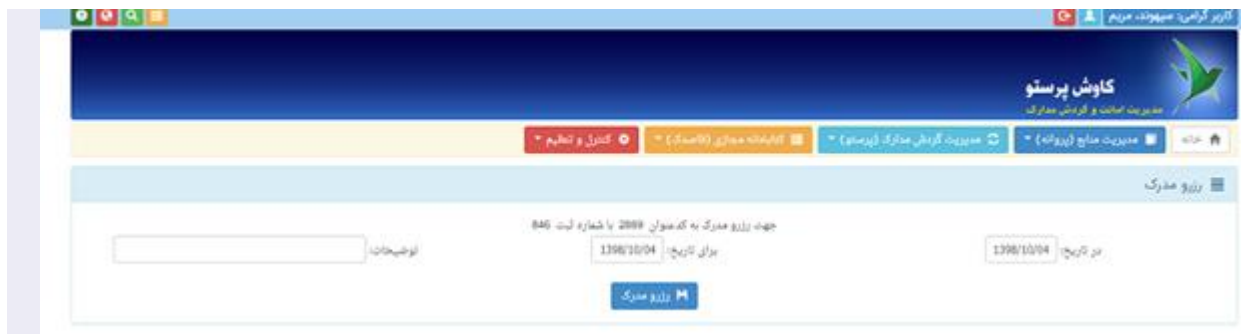 کاربر گرامی: سپهوند، مریم
کاوش پرستو
مدیریت امانت و گردش مدارک
خانه
مدیریت منابع (پروانه)
مدیریت گردش مدارک (پرستو)
کتابخانه مجازی (قاصدک)
کنترل و تنظیم
رزرو مدرک
جهت رزرو مدرک به کدعنوان 2869 با شماره ثبت 846
در تاریخ: 1398/10/04
برای تاریخ: 1398/10/04
توضیحات:
رزرو مدرک